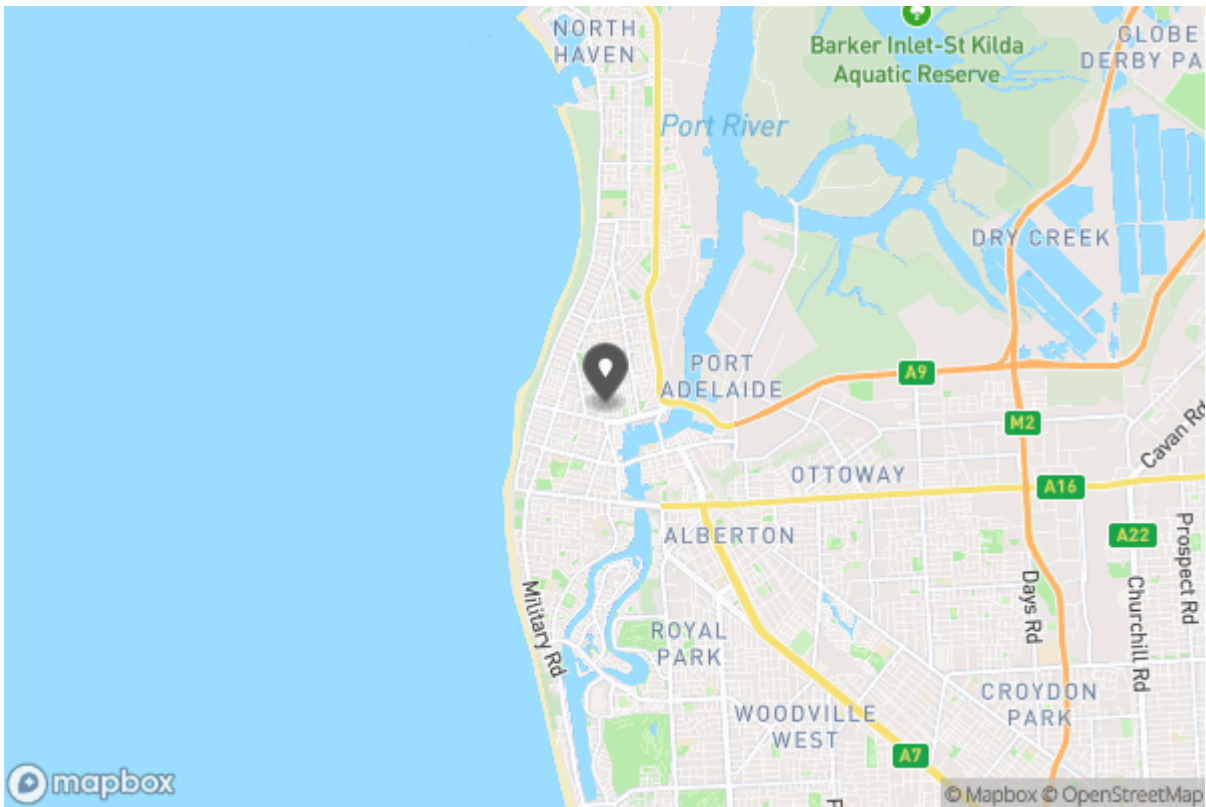 NORTH
HAVEN
GLOBE
DERBY PA
Barker Inlet-St Kilda
Aquatic Reserve
Port River
DRY CREEK
PORT
ADELAIDE
A9
M2
Cavan Rd
OTTOWAY
A16
ALBERTON
A22
Prospect Rd
Days Rd
Churchill Rd
Military Rd
ROYAL
PARK
CROYDON
PARK
WOODVILLE
WEST
A7
mapbox
© Mapbox © OpenStreetMap